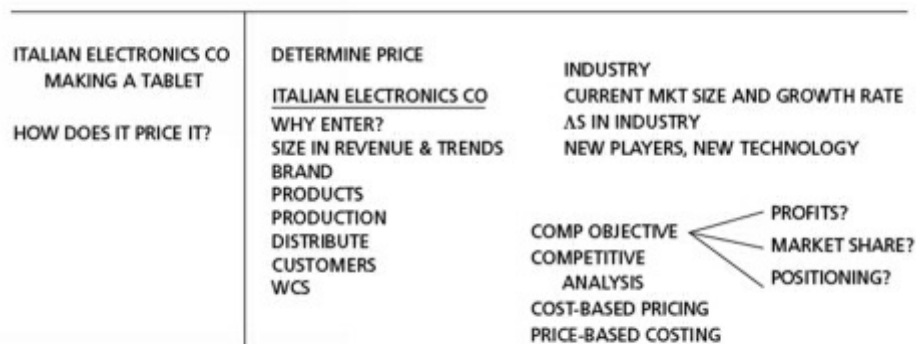 ITALIAN ELECTRONICS CO
MAKING A TABLET
HOW DOES IT PRICE IT?
DETERMINE PRICE
ITALIAN ELECTRONICS CO
WHY ENTER?
SIZE IN REVENUE & TRENDS
BRAND
PRODUCTS
PRODUCTION
DISTRIBUTE
CUSTOMERS
WCS
INDUSTRY
CURRENT MKT SIZE AND GROWTH RATE
ΛS IN INDUSTRY
NEW PLAYERS, NEW TECHNOLOGY
COMP OBJECTIVE
PROFITS?
MARKET SHARE?
POSITIONING?
COMPETITIVE
ANALYSIS
COST-BASED PRICING
PRICE-BASED COSTING